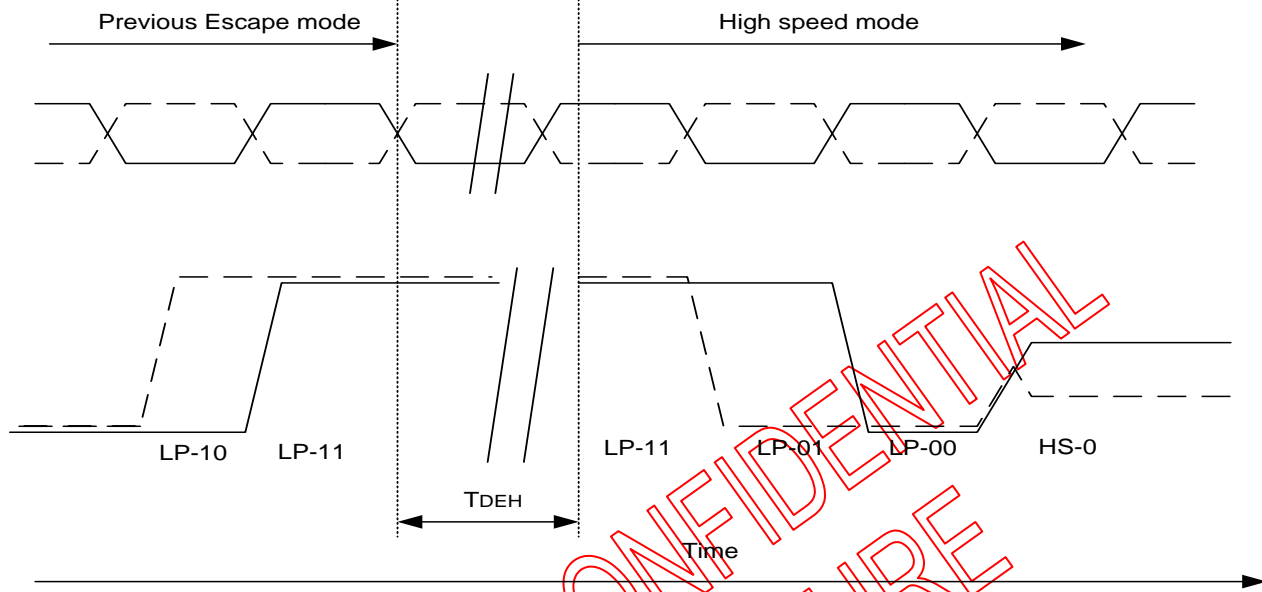 Previous Escape mode
High speed mode
LP-10
LP-11
LP-11
LP-01
LP-00
HS-0
TDEH
Time
CONFIDENTIAL